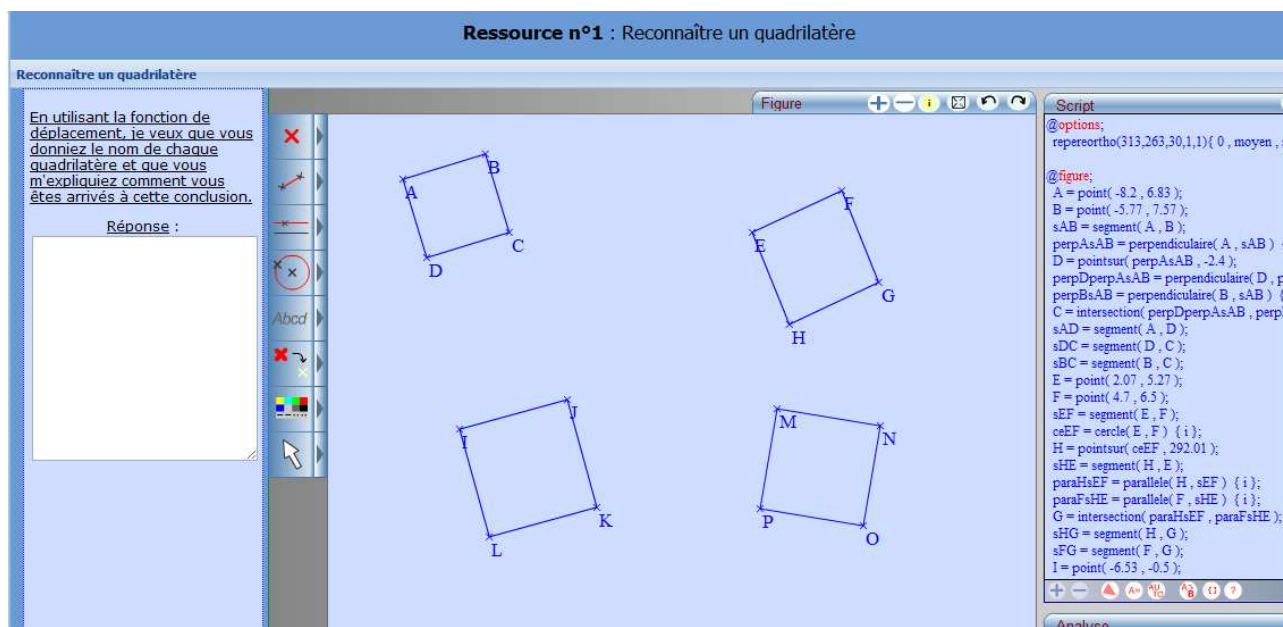 Ressource n°1 : Reconnaître un quadrilatère
Reconnaître un quadrilatère
En utilisant la fonction de
déplacement, je veux que vous
donniez le nom de chaque
quadrilatère et que vous
m'expliquiez comment vous
êtes arrivés à cette conclusion.
Réponse :
Abcd
Figure
i
A
B
C
D
E
F
G
H
I
J
K
L
M
N
O
P
Script
@options;
repereortho(313,263,30,1,1){ 0 , moyen ,
@figure;
A = point( -8.2 , 6.83 );
B = point( -5.77 , 7.57 );
sAB = segment( A , B );
perpAsAB = perpendiculaire( A , sAB )
D = pointsur( perpAsAB , -2.4 );
perpDperpAsAB = perpendiculaire( D ,
perpBsAB = perpendiculaire( B , sAB ) {
C = intersection( perpDperpAsAB ,
sAD = segment( A , D );
sDC = segment( D , C );
sBC = segment( B , C );
E = point( 2.07 , 5.27 );
F = point( 4.7 , 6.5 );
sEF = segment( E , F );
ceEF = cercle( E , F ) { i };
H = pointsur( ceEF , 292.01 );
sHE = segment( H , E );
paraHsEF = parallele( H , sEF ) { i };
paraFsHE = parallele( F , sHE ) { i };
G = intersection( paraHsEF , paraFsHE );
sHG = segment( H , G );
sFG = segment( F , G );
I = point( -6.53 , -0.5 );
Analyse